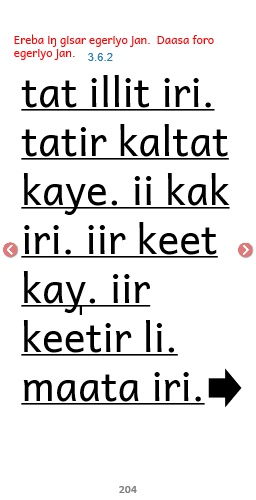 Ereba iŋ gisar egeriyo jan. Daasa foro
egeriyo jan. 3.6.2
tat illit iri.
tatir kaltat
kaye. ii kak
iri. iir keet
kay. iir
keetir li.
maata iri.
204